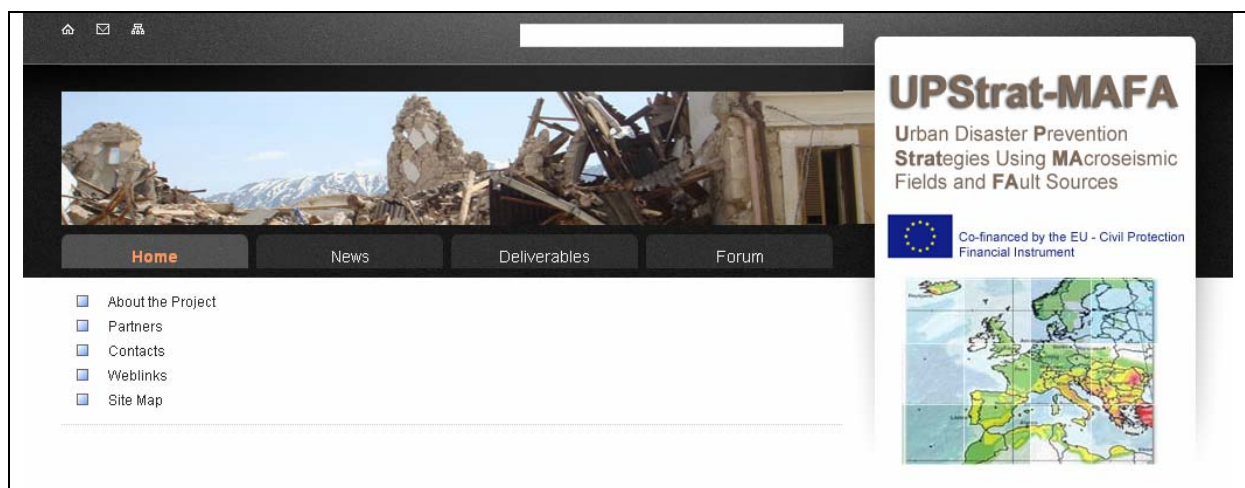 UPStrat-MAFA
Urban Disaster Prevention
Strategies Using MAcroseismic
Fields and FAult Sources
Co-financed by the EU - Civil Protection
Financial Instrument
Home
News
Deliverables
Forum
About the Project
Partners
Contacts
Weblinks
Site Map